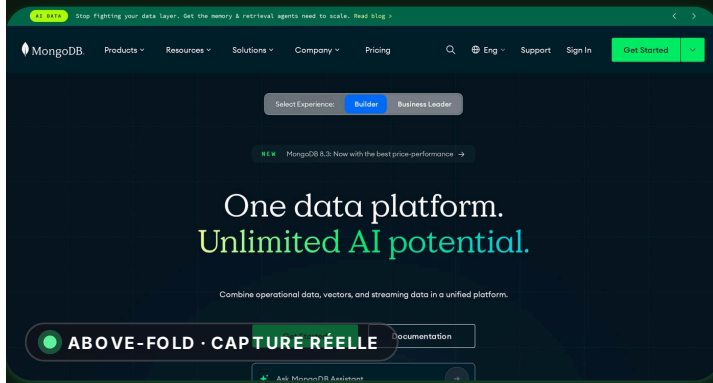 AI DATA Stop fighting your data layer. Get the memory & retrieval agents need to scale. Read blog >
MongoDB. Products Resources Solutions Company Pricing Eng Support Sign In Get Started
Select Experience: Builder Business Leader
NEW MongoDB 8.3: Now with the best price-performance →
One data platform.
Unlimited AI potential.
Combine operational data, vectors, and streaming data in a unified platform.
Documentation
ABOVE-FOLD · CAPTURE RÉELLE
Ask MongoDB Assistant